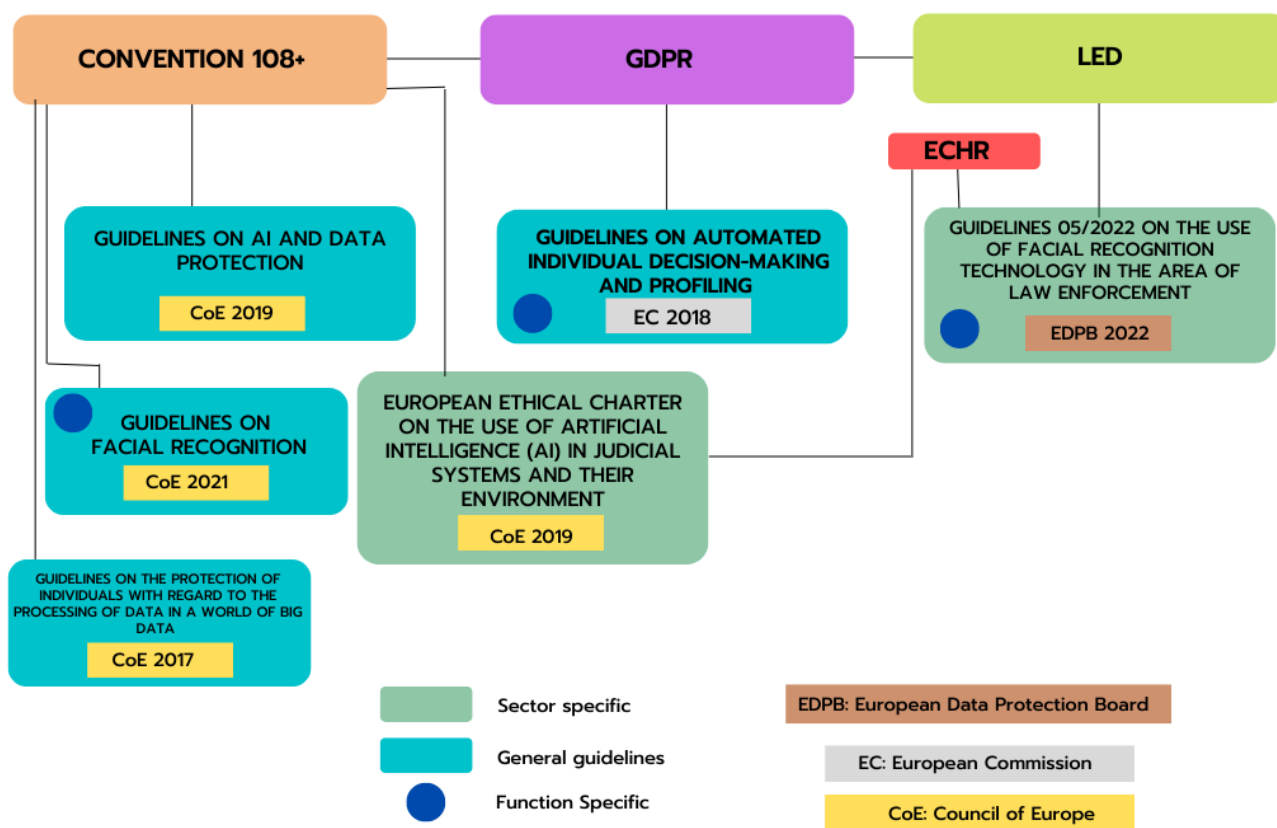 CONVENTION 108+
GDPR
LED
ECHR
GUIDELINES ON AI AND DATA
PROTECTION
CoE 2019
GUIDELINES ON AUTOMATED
INDIVIDUAL DECISION-MAKING
AND PROFILING
EC 2018
GUIDELINES 05/2022 ON THE USE
OF FACIAL RECOGNITION
TECHNOLOGY IN THE AREA OF
LAW ENFORCEMENT
EDPB 2022
GUIDELINES ON
FACIAL RECOGNITION
CoE 2021
EUROPEAN ETHICAL CHARTER
ON THE USE OF ARTIFICIAL
INTELLIGENCE (AI) IN JUDICIAL
SYSTEMS AND THEIR
ENVIRONMENT
CoE 2019
GUIDELINES ON THE PROTECTION OF
INDIVIDUALS WITH REGARD TO THE
PROCESSING OF DATA IN A WORLD OF BIG
DATA
CoE 2017
Sector specific
General guidelines
Function Specific
EDPB: European Data Protection Board
EC: European Commission
CoE: Council of Europe